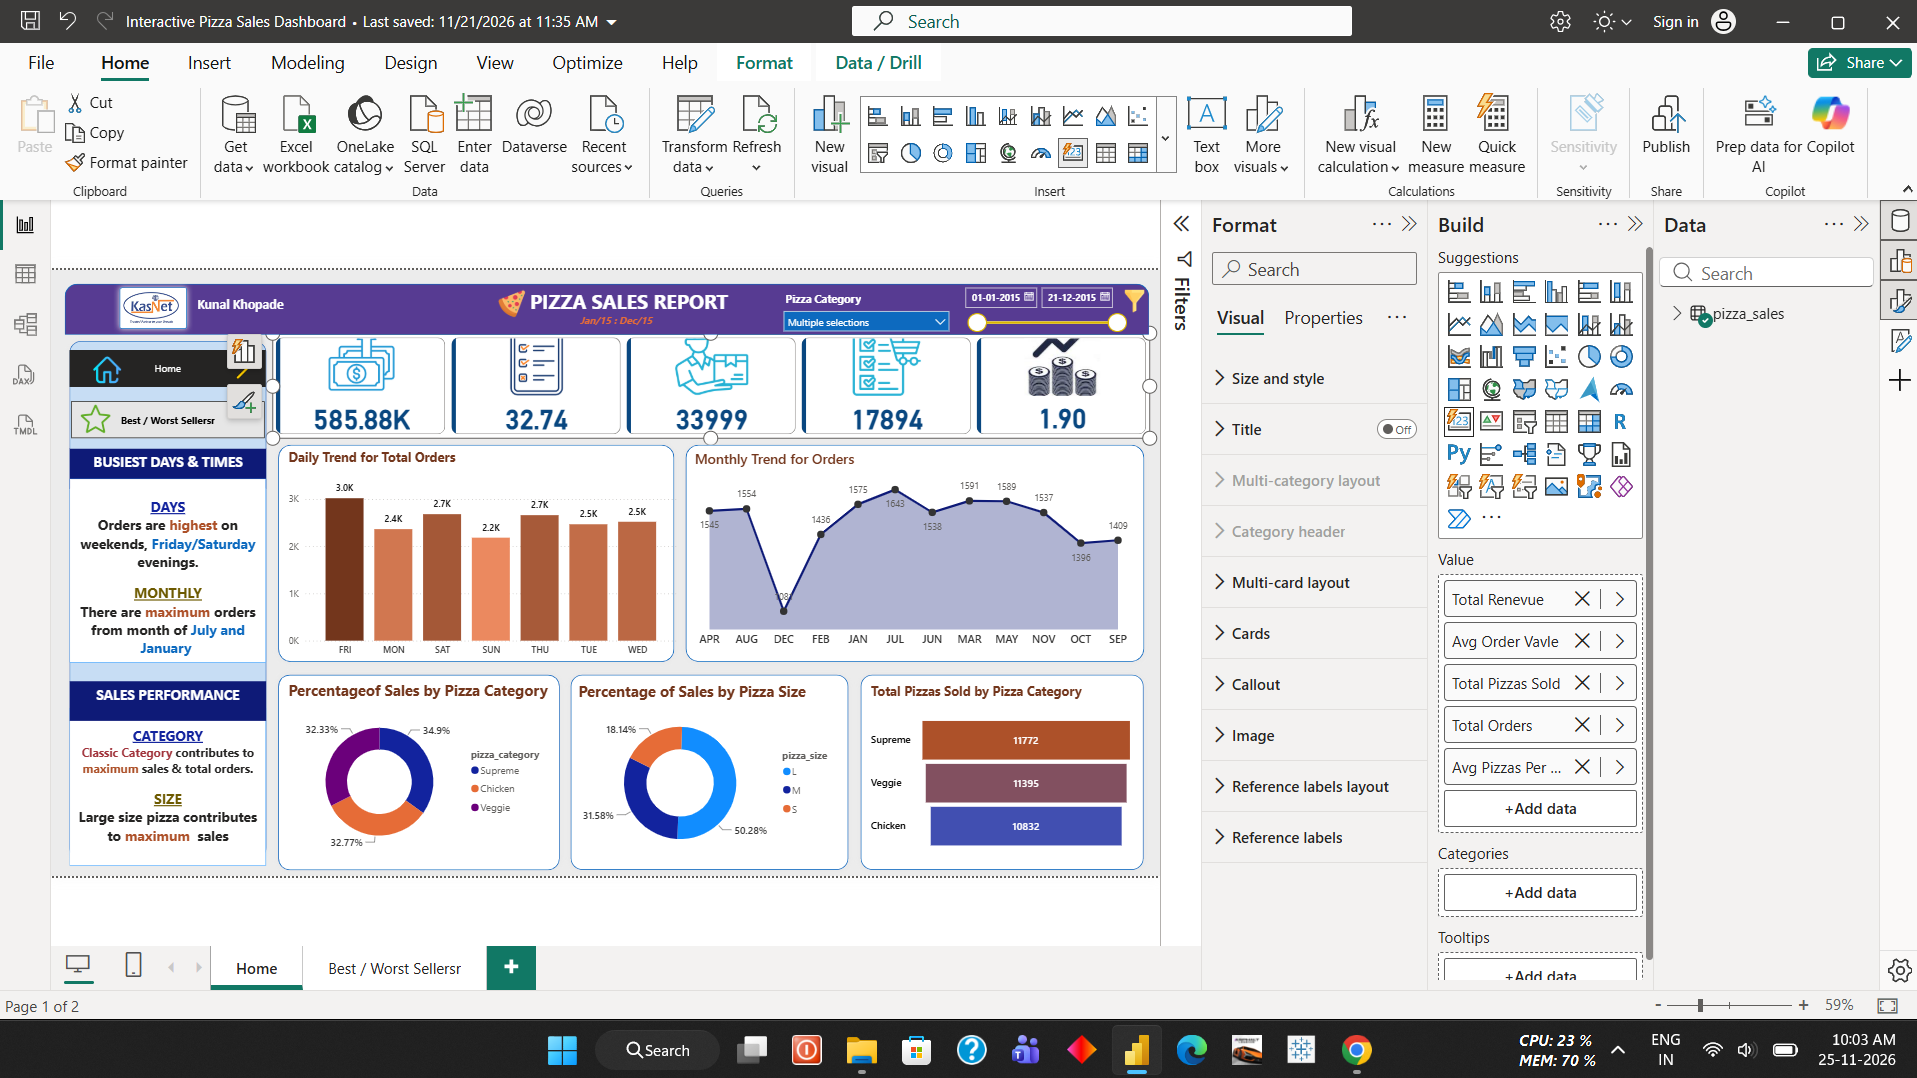 Interactive Pizza Sales Dashboard • Last saved: 11/21/2026 at 11:35 AM
Search
Sign in
File Home Insert Modeling Design View Optimize Help Format Data / Drill
Share
Paste
Cut
Copy
Format painter
Clipboard
Get data
Excel workbook
OneLake catalog
SQL Server
Enter data
Dataverse
Recent sources
Data
Transform data
Refresh
Queries
New visual
Text box
More visuals
Insert
New visual calculation
New measure
Quick measure
Calculations
Sensitivity
Sensitivity
Publish
Share
Prep data for AI
Copilot
Copilot
DAX
TMDL
KasNet
Kunal Khopade
PIZZA SALES REPORT
Jan/15 : Dec/15
Pizza Category
Multiple selections
01-01-2015
21-12-2015
Home
Best / Worst Sellersr
585.88K
32.74
33999
17894
1.90
BUSIEST DAYS & TIMES
DAYS
Orders are highest on
weekends, Friday/Saturday
evenings.
MONTHLY
There are maximum orders
from month of July and
January
SALES PERFORMANCE
CATEGORY
Classic Category contributes to
maximum sales & total orders.
SIZE
Large size pizza contributes
to maximum sales
Daily Trend for Total Orders
3K
2K
1K
0K
3.0K
2.4K
2.7K
2.2K
2.7K
2.5K
2.5K
FRI MON SAT SUN THU TUE WED
Monthly Trend for Orders
1545
1554
1436
1575
1643
1538
1591
1589
1537
1396
1409
APR AUG DEC FEB JAN JUL JUN MAR MAY NOV OCT SEP
Percentageof Sales by Pizza Category
32.33%
34.9%
32.77%
pizza_category
Supreme
Chicken
Veggie
Percentage of Sales by Pizza Size
18.14%
31.58%
50.28%
pizza_size
L
M
S
Total Pizzas Sold by Pizza Category
Supreme 11772
Veggie 11395
Chicken 10832
Filters
Format
Search
Visual Properties
Size and style
Title Off
Multi-category layout
Category header
Multi-card layout
Cards
Callout
Image
Reference labels layout
Reference labels
Build
Suggestions
123
R
Py
Value
Total Renevue
Avg Order Vavle
Total Pizzas Sold
Total Orders
Avg Pizzas Per ...
+Add data
Categories
+Add data
Tooltips
+Add data
Data
Search
pizza_sales
Home
Best / Worst Sellersr
Page 1 of 2
59%
Search
CPU: 23 %
MEM: 70 %
ENG
IN
10:03 AM
25-11-2026